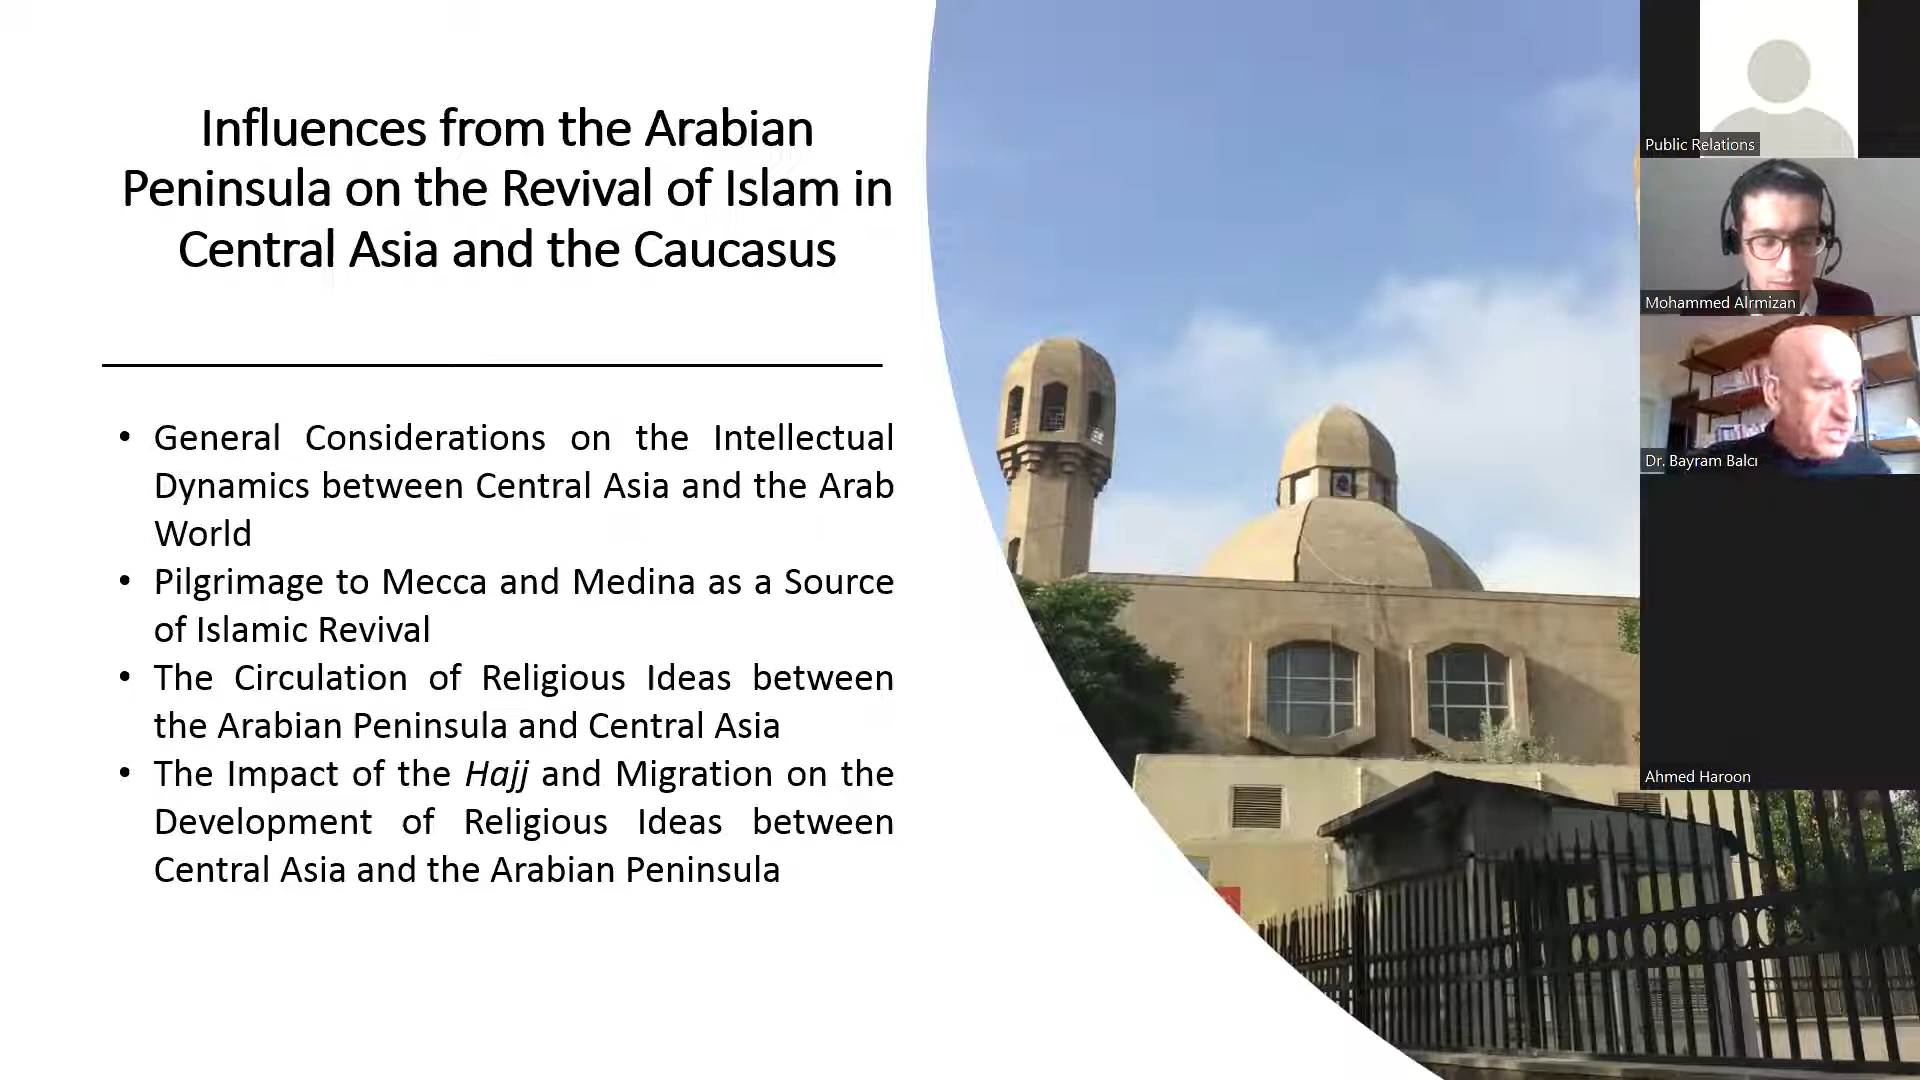 Influences from the Arabian
Peninsula on the Revival of Islam in
Central Asia and the Caucasus
• General Considerations on the Intellectual
Dynamics between Central Asia and the Arab
World
• Pilgrimage to Mecca and Medina as a Source
of Islamic Revival
• The Circulation of Religious Ideas between
the Arabian Peninsula and Central Asia
• The Impact of the Hajj and Migration on the
Development of Religious Ideas between
Central Asia and the Arabian Peninsula
Public Relations
Mohammed Alrmizan
Dr. Bayram Balcı
Ahmed Haroon